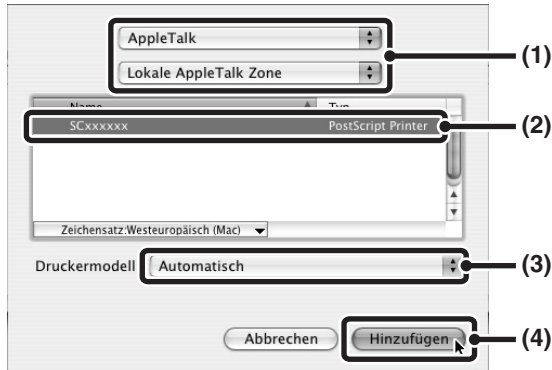 AppleTalk
Lokale AppleTalk Zone
(1)
Name Typ
SCxxxxxx PostScript Printer
(2)
Zeichensatz:Westeuropäisch (Mac)
Druckermodell Automatisch
(3)
Abbrechen Hinzufügen
(4)